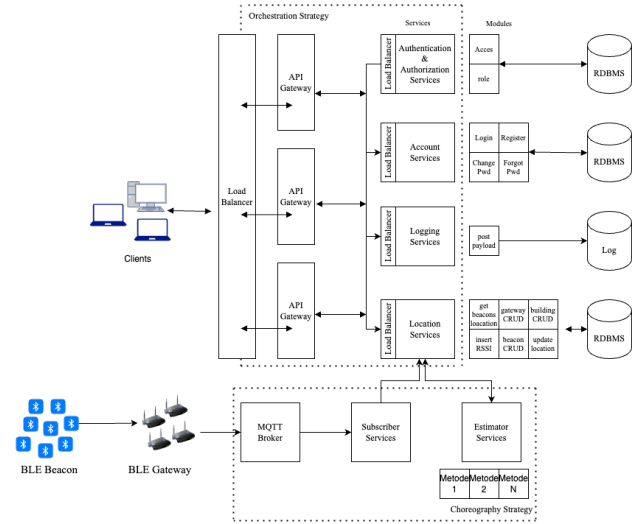 Orchestration Strategy
Services
Modules
Load
Balancer
API
Gateway
API
Gateway
API
Gateway
Load Balancer
Authentication
&
Authorization
Services
Acces
role
RDBMS
Load Balancer
Account
Services
Login
Register
Change
Pwd
Forgot
Pwd
RDBMS
Load Balancer
Logging
Services
post
payload
Log
Load Balancer
Location
Services
get
beacons
loacation
gateway
CRUD
building
CRUD
insert
RSSI
beacon
CRUD
update
location
RDBMS
Clients
BLE Beacon
BLE Gateway
MQTT
Broker
Subscriber
Services
Estimator
Services
Metode
1
Metode
2
Metode
N
Choreography Strategy